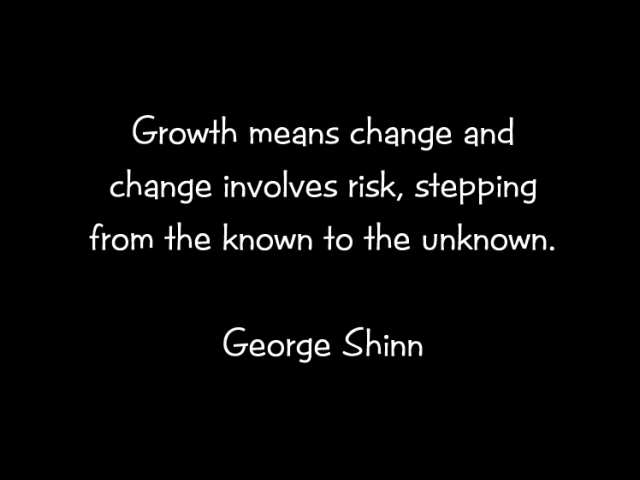 Growth means change and
change involves risk, stepping
from the known to the unknown.
George Shinn